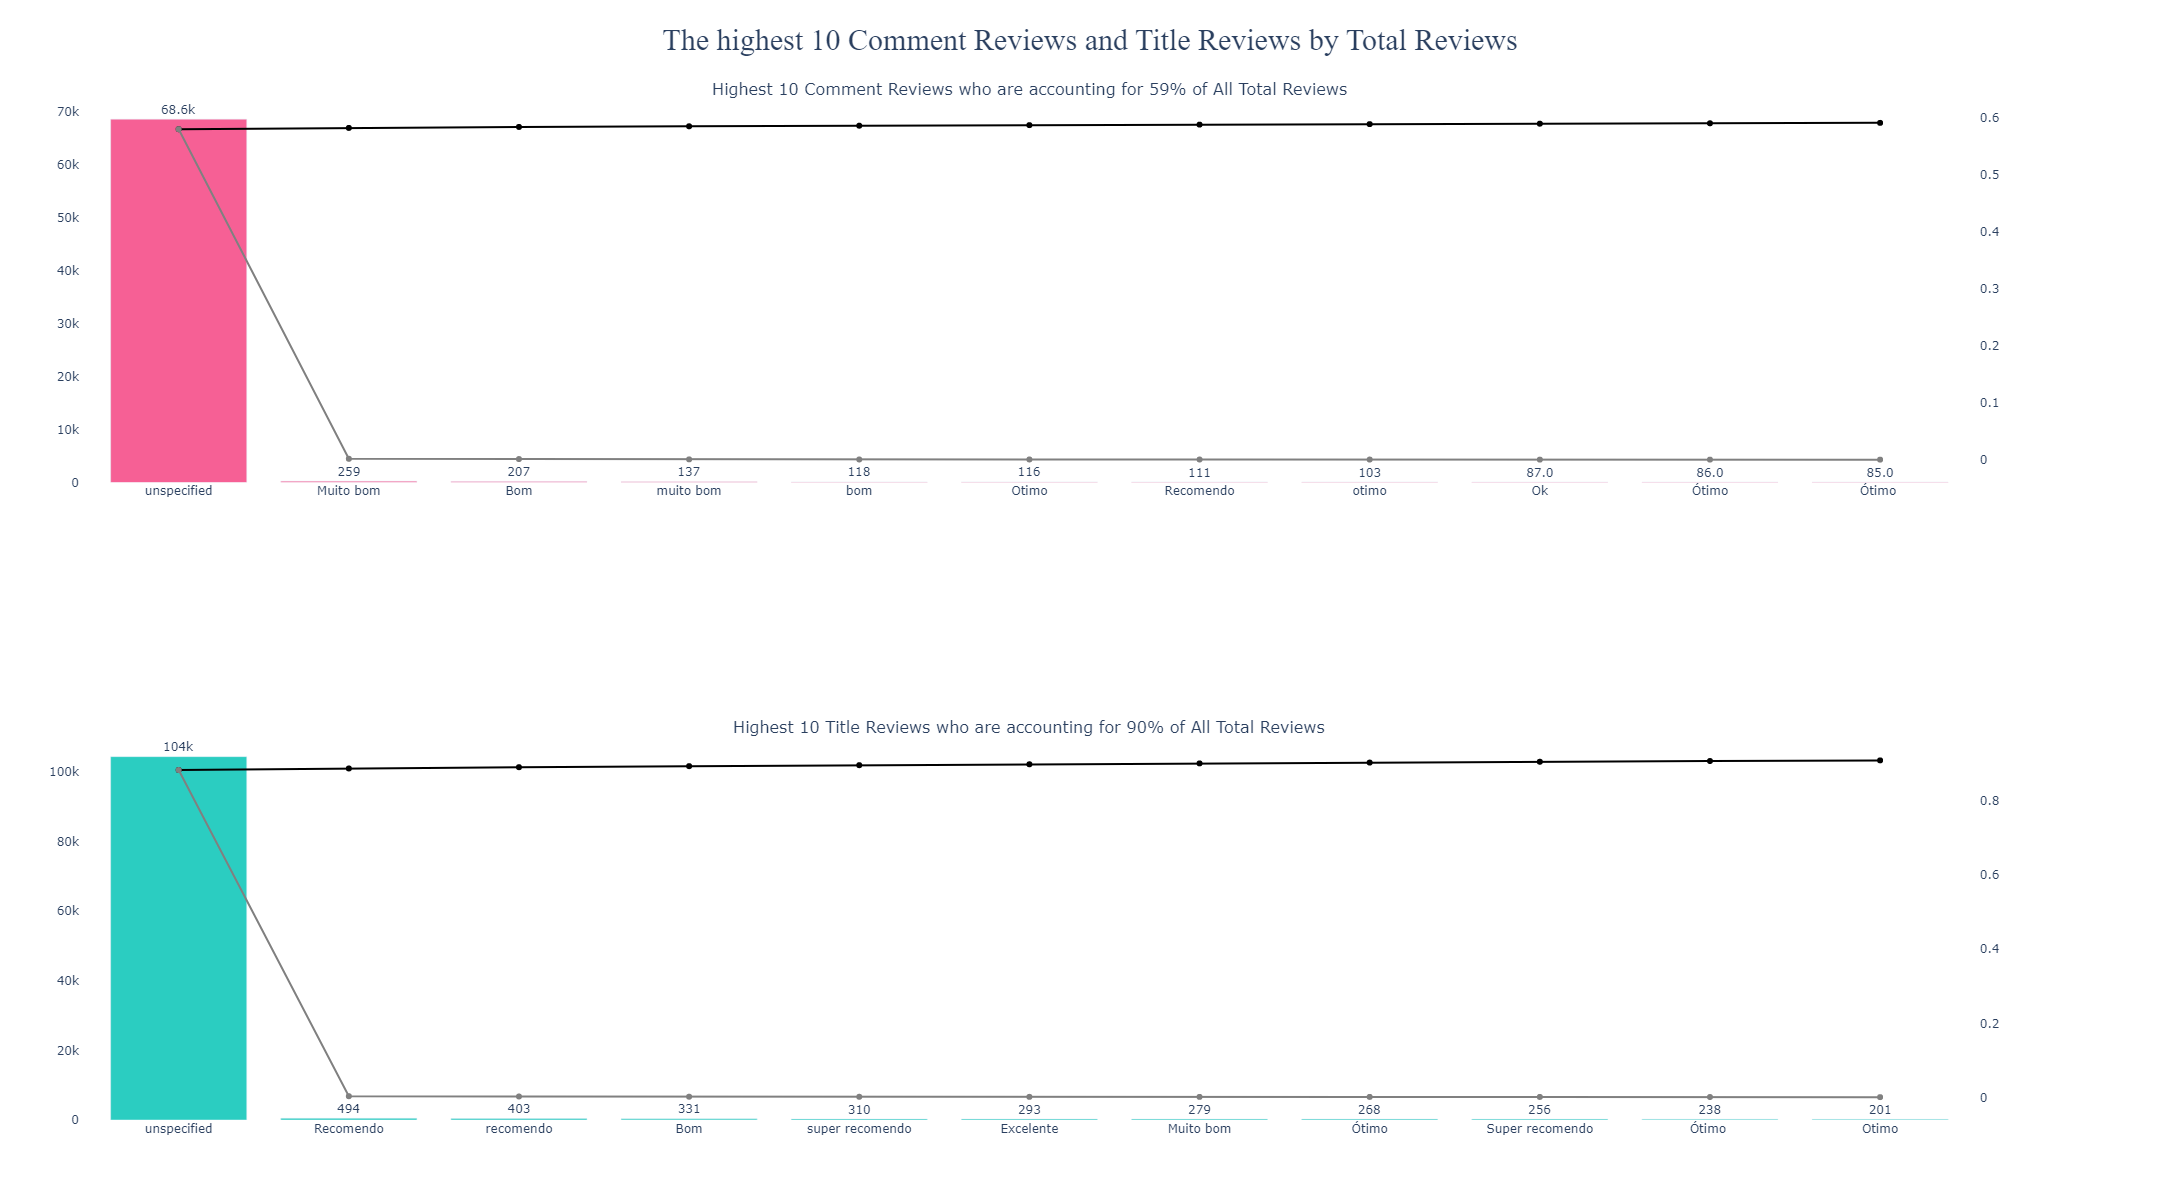 The highest 10 Comment Reviews and Title Reviews by Total Reviews
Highest 10 Comment Reviews who are accounting for 59% of All Total Reviews
70k
60k
50k
40k
30k
20k
10k
0
68.6k
259
207
137
118
116
111
103
87.0
86.0
85.0
unspecified
Muito bom
Bom
muito bom
bom
Otimo
Recomendo
otimo
Ok
Ótimo
Ótimo
0.6
0.5
0.4
0.3
0.2
0.1
0
Highest 10 Title Reviews who are accounting for 90% of All Total Reviews
100k
80k
60k
40k
20k
0
104k
494
403
331
310
293
279
268
256
238
201
unspecified
Recomendo
recomendo
Bom
super recomendo
Excelente
Muito bom
Ótimo
Super recomendo
Ótimo
Otimo
0.8
0.6
0.4
0.2
0